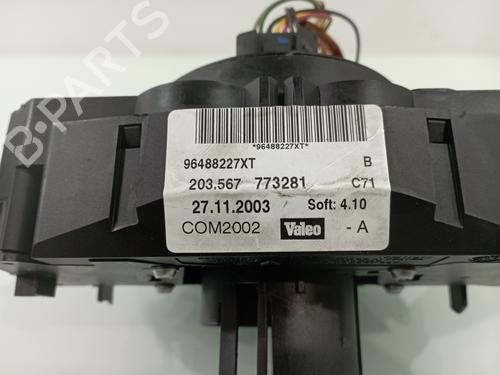 B-PARTS
*96488227XT*
96488227XT B
203.567 773281 C71
27.11.2003 Soft: 4.10
COM2002 Valeo - A